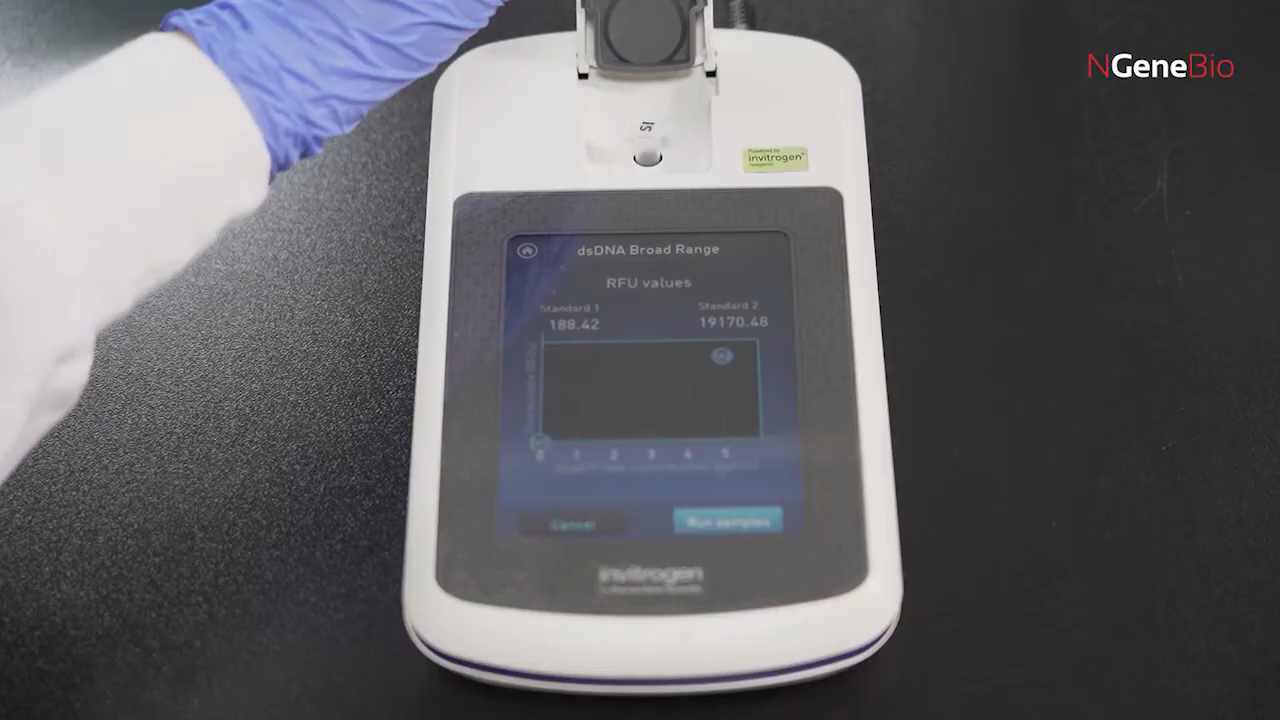 NGeneBio
S1
Powered by
invitrogen™
reagents
dsDNA Broad Range
RFU values
Standard 1
Standard 2
188.42
19170.48
0 1 2 3 4 5
Cancel
Run samples
invitrogen